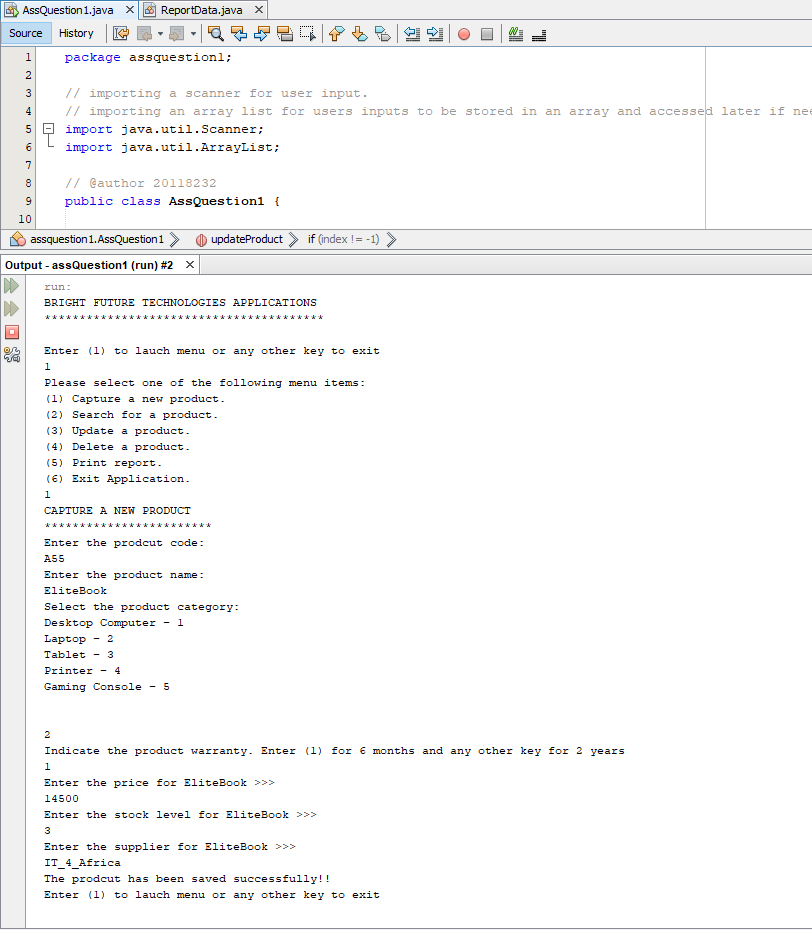 AssQuestion1.java
ReportData.java
Source History
1 package assquestion1;
2
3 // importing a scanner for user input.
4 // importing an array list for users inputs to be stored in an array and accessed later if nee
5 import java.util.Scanner;
6 import java.util.ArrayList;
7
8 // @author 20118232
9 public class AssQuestion1 {
10
assquestion1.AssQuestion1 updateProduct if (index != -1)
Output - assQuestion1 (run) #2
run:
BRIGHT FUTURE TECHNOLOGIES APPLICATIONS
****************************************
Enter (1) to lauch menu or any other key to exit
1
Please select one of the following menu items:
(1) Capture a new product.
(2) Search for a product.
(3) Update a product.
(4) Delete a product.
(5) Print report.
(6) Exit Application.
1
CAPTURE A NEW PRODUCT
************************
Enter the prodcut code:
A55
Enter the product name:
EliteBook
Select the product category:
Desktop Computer - 1
Laptop - 2
Tablet - 3
Printer - 4
Gaming Console - 5
2
Indicate the product warranty. Enter (1) for 6 months and any other key for 2 years
1
Enter the price for EliteBook >>>
14500
Enter the stock level for EliteBook >>>
3
Enter the supplier for EliteBook >>>
IT_4_Africa
The prodcut has been saved successfully!!
Enter (1) to lauch menu or any other key to exit